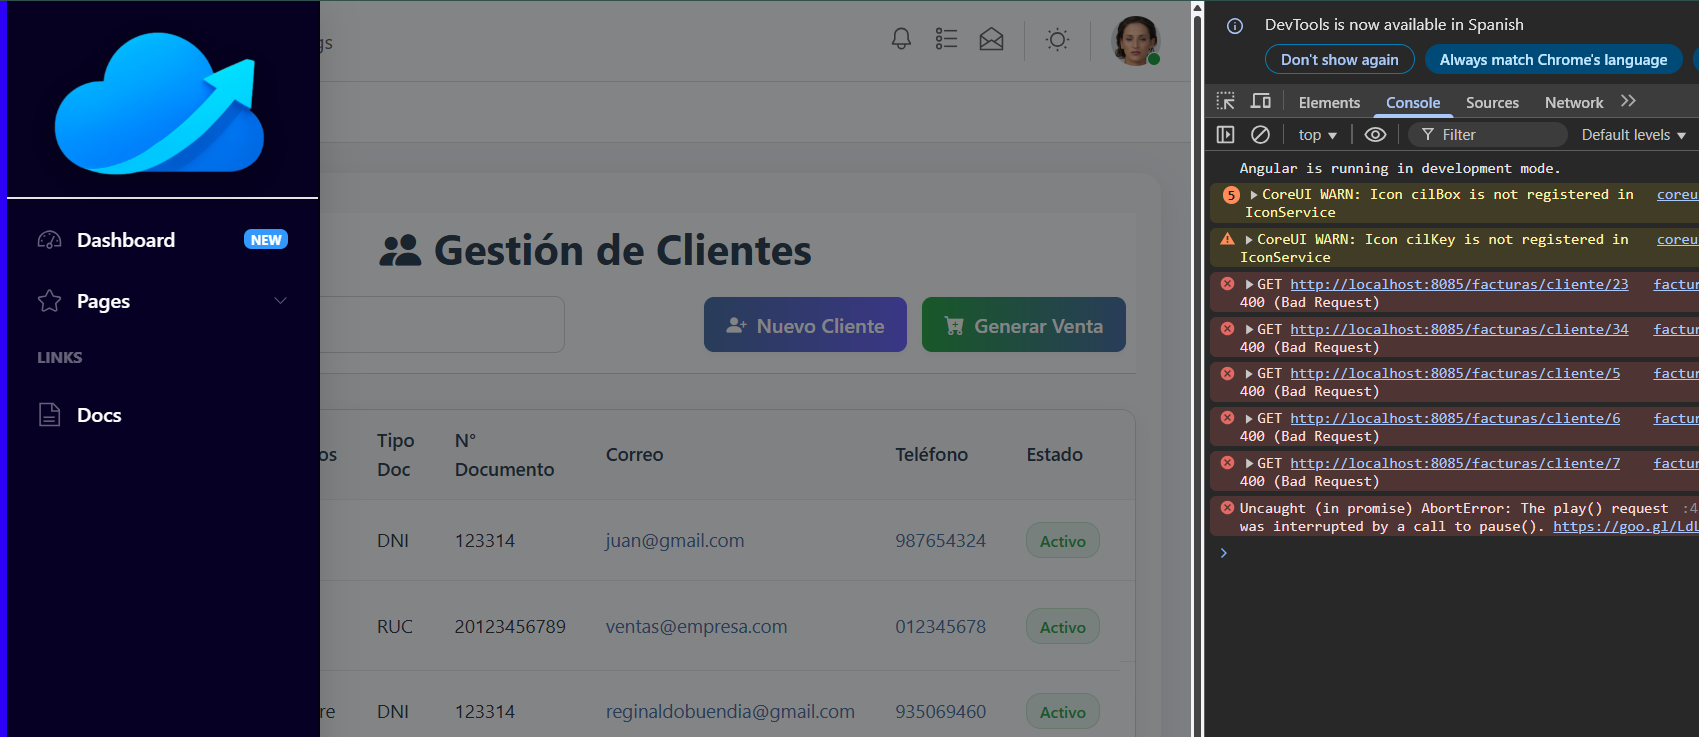 Dashboard NEW
Pages
LINKS
Docs
gs
Gestión de Clientes
Nuevo Cliente
Generar Venta
os
Tipo Doc
N° Documento
Correo
Teléfono
Estado
DNI 123314 juan@gmail.com 987654324 Activo
RUC 20123456789 ventas@empresa.com 012345678 Activo
re DNI 123314 reginaldobuendia@gmail.com 935069460 Activo
DevTools is now available in Spanish
Don't show again Always match Chrome's language
Elements Console Sources Network
top Filter Default levels
Angular is running in development mode.
5 CoreUI WARN: Icon cilBox is not registered in coreu
IconService
CoreUI WARN: Icon cilKey is not registered in coreu
IconService
GET http://localhost:8085/facturas/cliente/23 factur
400 (Bad Request)
GET http://localhost:8085/facturas/cliente/34 factur
400 (Bad Request)
GET http://localhost:8085/facturas/cliente/5 factur
400 (Bad Request)
GET http://localhost:8085/facturas/cliente/6 factur
400 (Bad Request)
GET http://localhost:8085/facturas/cliente/7 factur
400 (Bad Request)
Uncaught (in promise) AbortError: The play() request :4
was interrupted by a call to pause(). https://goo.gl/LdL